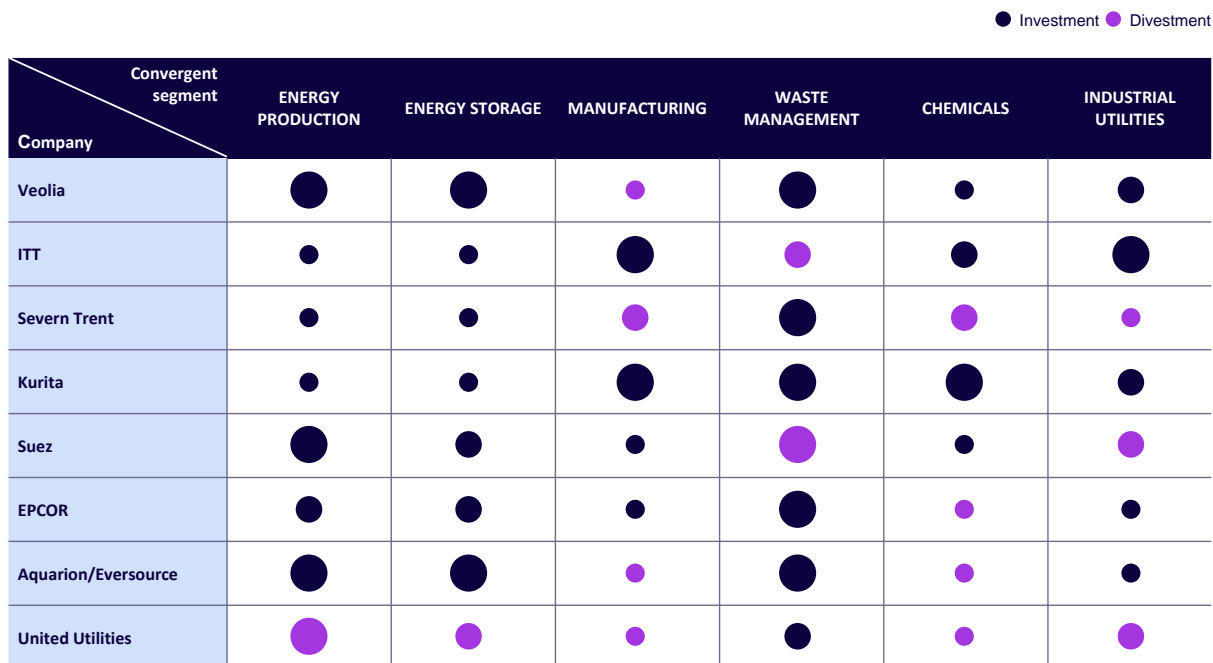 Investment Divestment
Convergent
segment
Company
ENERGY
PRODUCTION
ENERGY STORAGE
MANUFACTURING
WASTE
MANAGEMENT
CHEMICALS
INDUSTRIAL
UTILITIES
Veolia
ITT
Severn Trent
Kurita
Suez
EPCOR
Aquarion/Eversource
United Utilities